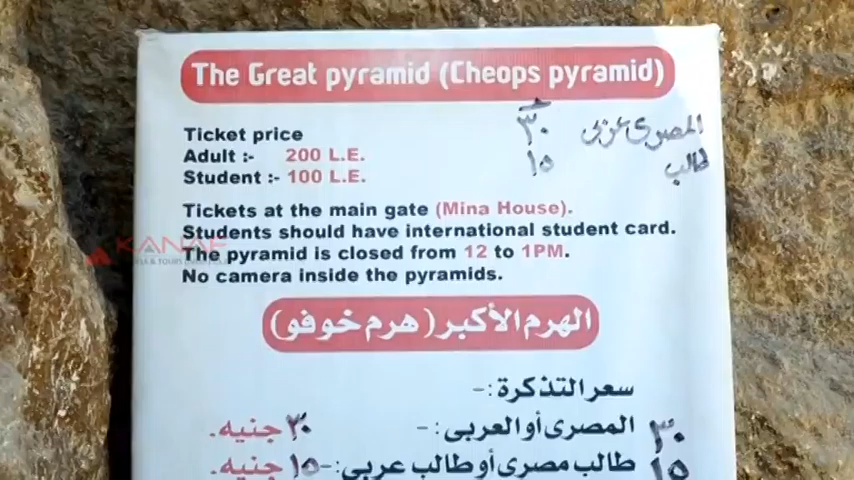 The Great pyramid (Cheops pyramid)
المصرى عربى ٣٠
طالب ١٥
Ticket price
Adult :- 200 L.E.
Student :- 100 L.E.
Tickets at the main gate (Mina House).
Students should have international student card.
The pyramid is closed from 12 to 1PM.
No camera inside the pyramids.
KANAF
الهرم الأكبر (هرم خوفو)
سعر التذكرة :-
المصرى أو العربى :- ٣٠ جنيه.
٣٠
طالب مصرى أو طالب عربى :- ١٥ جنيه.
١٥